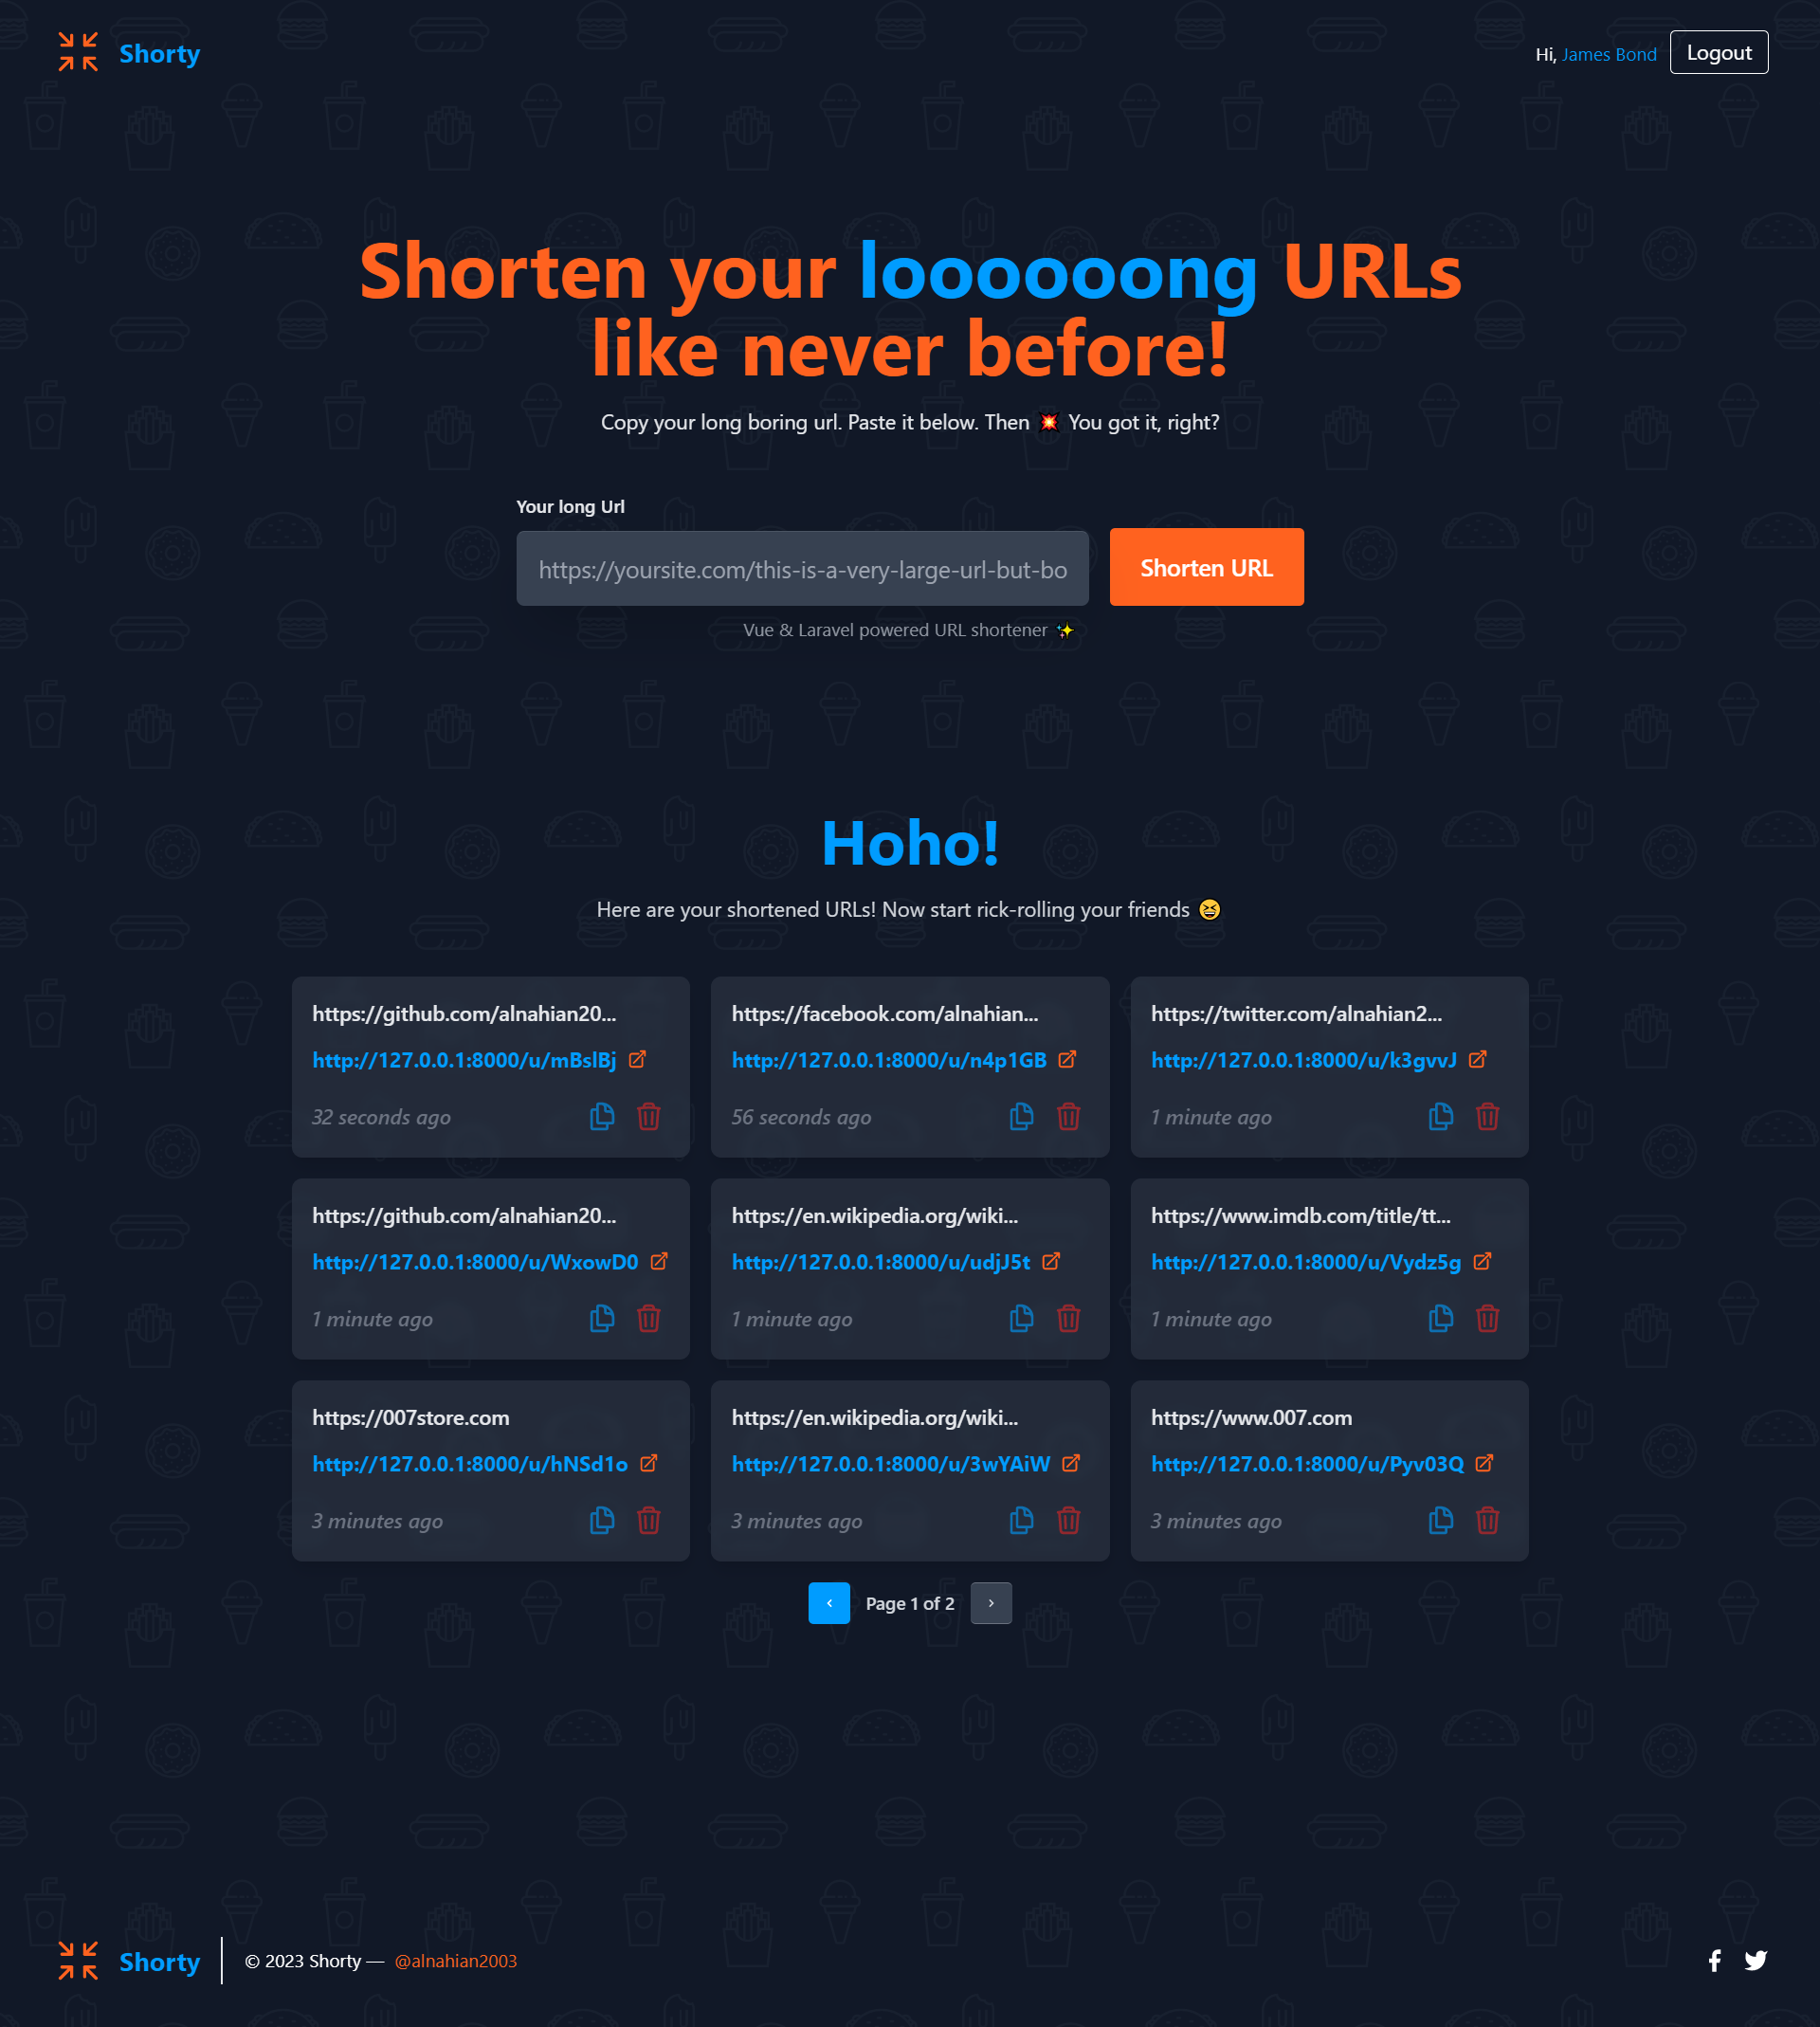 Shorty
Hi, James Bond
Logout
Shorten your looooooong URLs
like never before!
Copy your long boring url. Paste it below. Then 💥 You got it, right?
Your long Url
https://yoursite.com/this-is-a-very-large-url-but-bo
Shorten URL
Vue & Laravel powered URL shortener ✨
Hoho!
Here are your shortened URLs! Now start rick-rolling your friends 😆
https://github.com/alnahian20...
http://127.0.0.1:8000/u/mBslBj
32 seconds ago
https://facebook.com/alnahian...
http://127.0.0.1:8000/u/n4p1GB
56 seconds ago
https://twitter.com/alnahian2...
http://127.0.0.1:8000/u/k3gvvJ
1 minute ago
https://github.com/alnahian20...
http://127.0.0.1:8000/u/WxowD0
1 minute ago
https://en.wikipedia.org/wiki...
http://127.0.0.1:8000/u/udjJ5t
1 minute ago
https://www.imdb.com/title/tt...
http://127.0.0.1:8000/u/Vydz5g
1 minute ago
https://007store.com
http://127.0.0.1:8000/u/hNSd1o
3 minutes ago
https://en.wikipedia.org/wiki...
http://127.0.0.1:8000/u/3wYAiW
3 minutes ago
https://www.007.com
http://127.0.0.1:8000/u/Pyv03Q
3 minutes ago
‹ Page 1 of 2 ›
Shorty
© 2023 Shorty — @alnahian2003